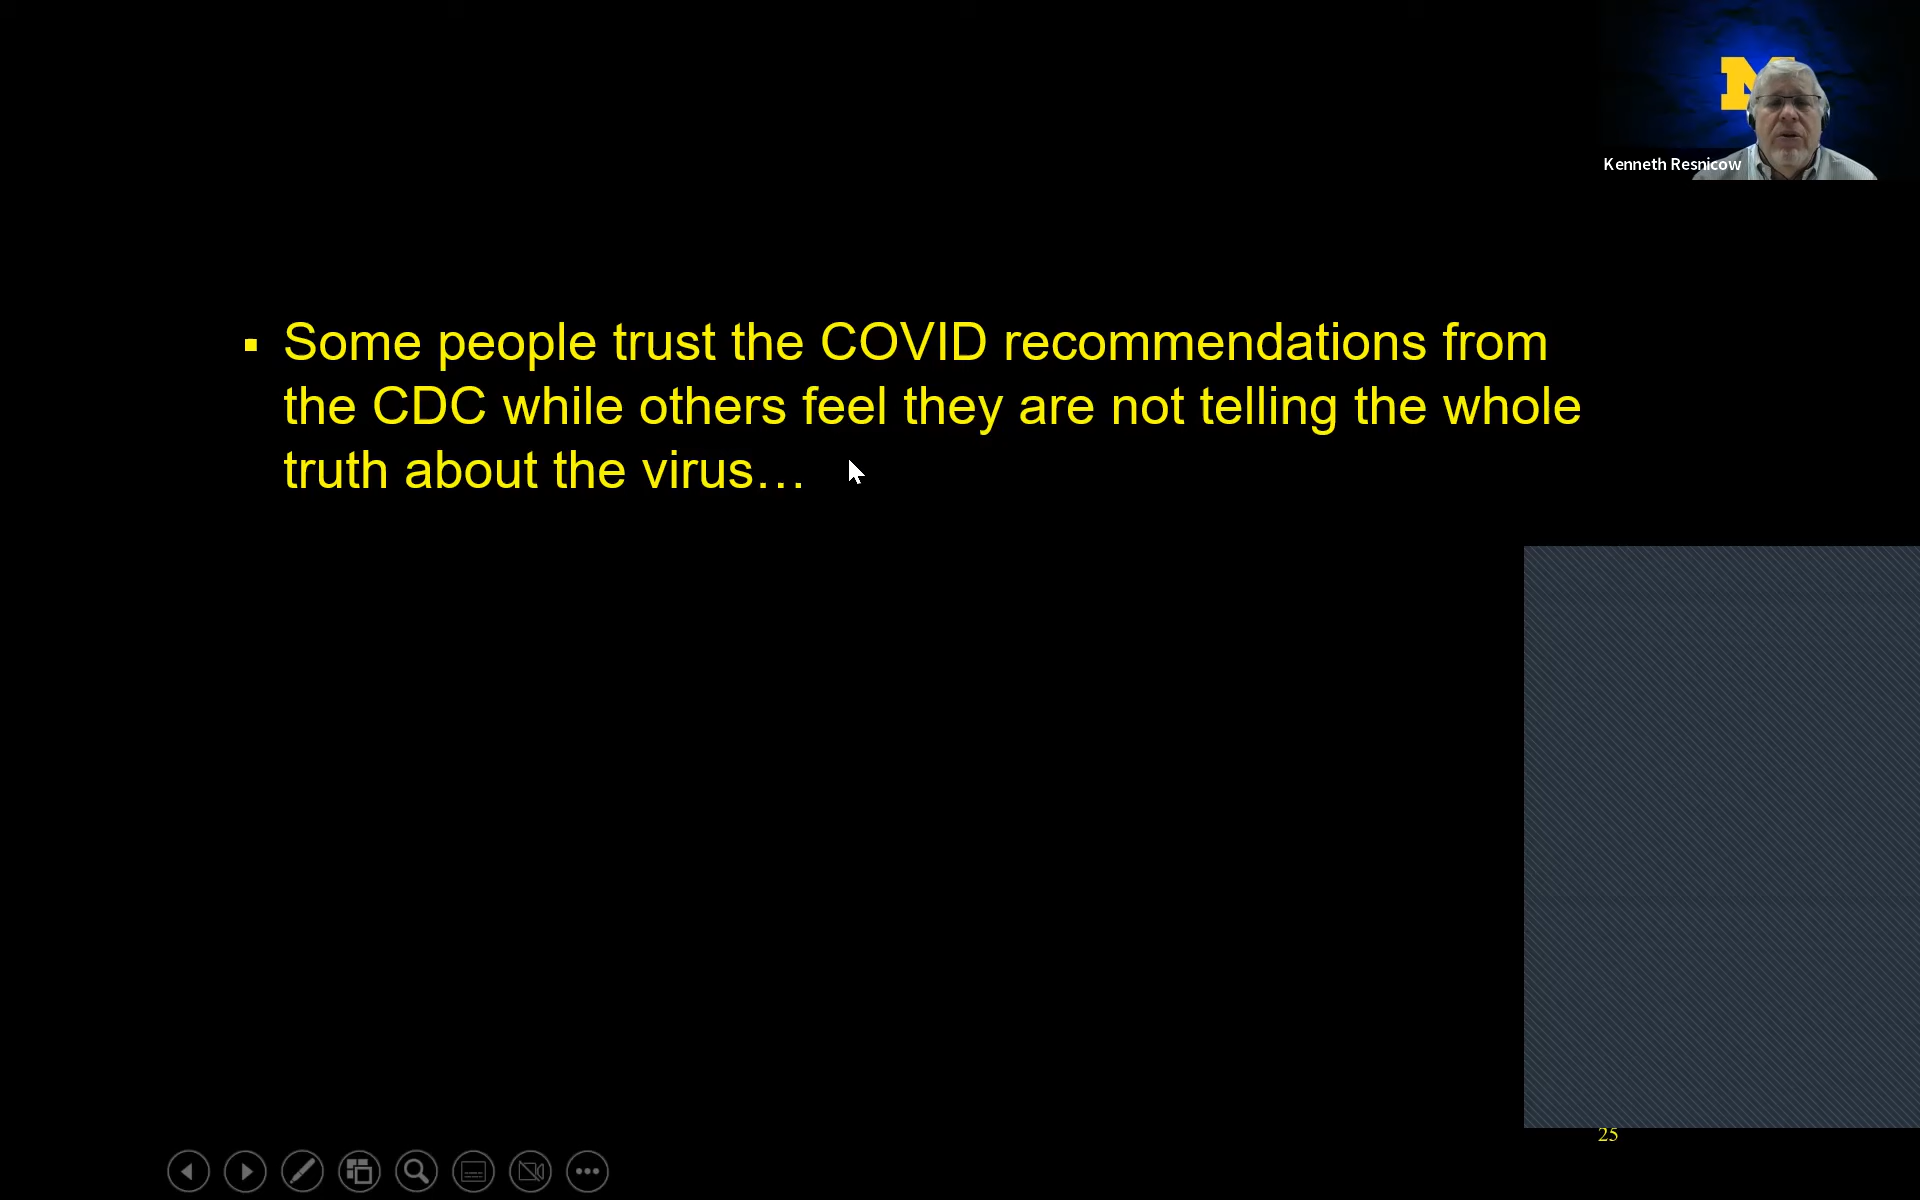 M
Kenneth Resnicow
▪ Some people trust the COVID recommendations from
the CDC while others feel they are not telling the whole
truth about the virus…
25